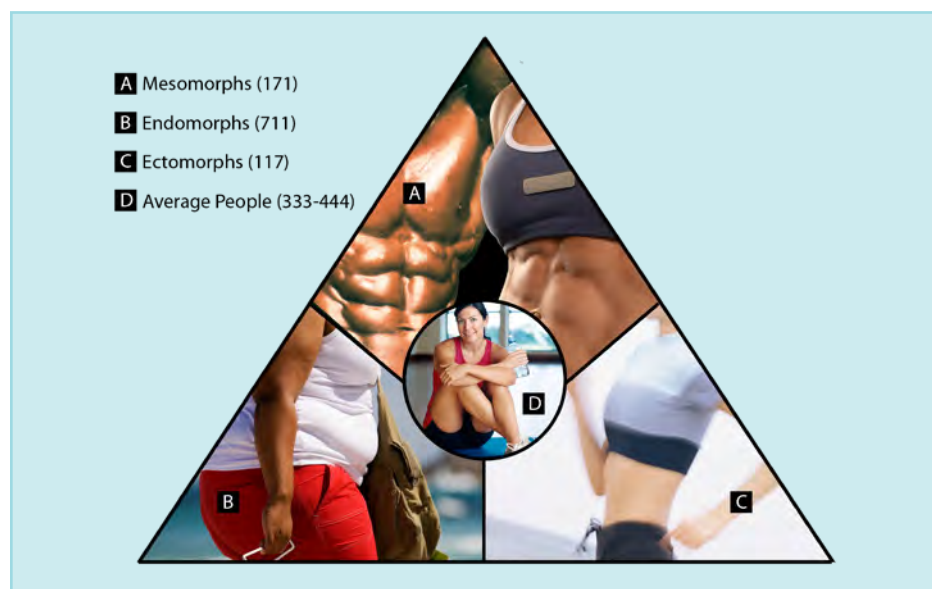 A Mesomorphs (171)
B Endomorphs (711)
C Ectomorphs (117)
D Average People (333-444)
A
D
B
C